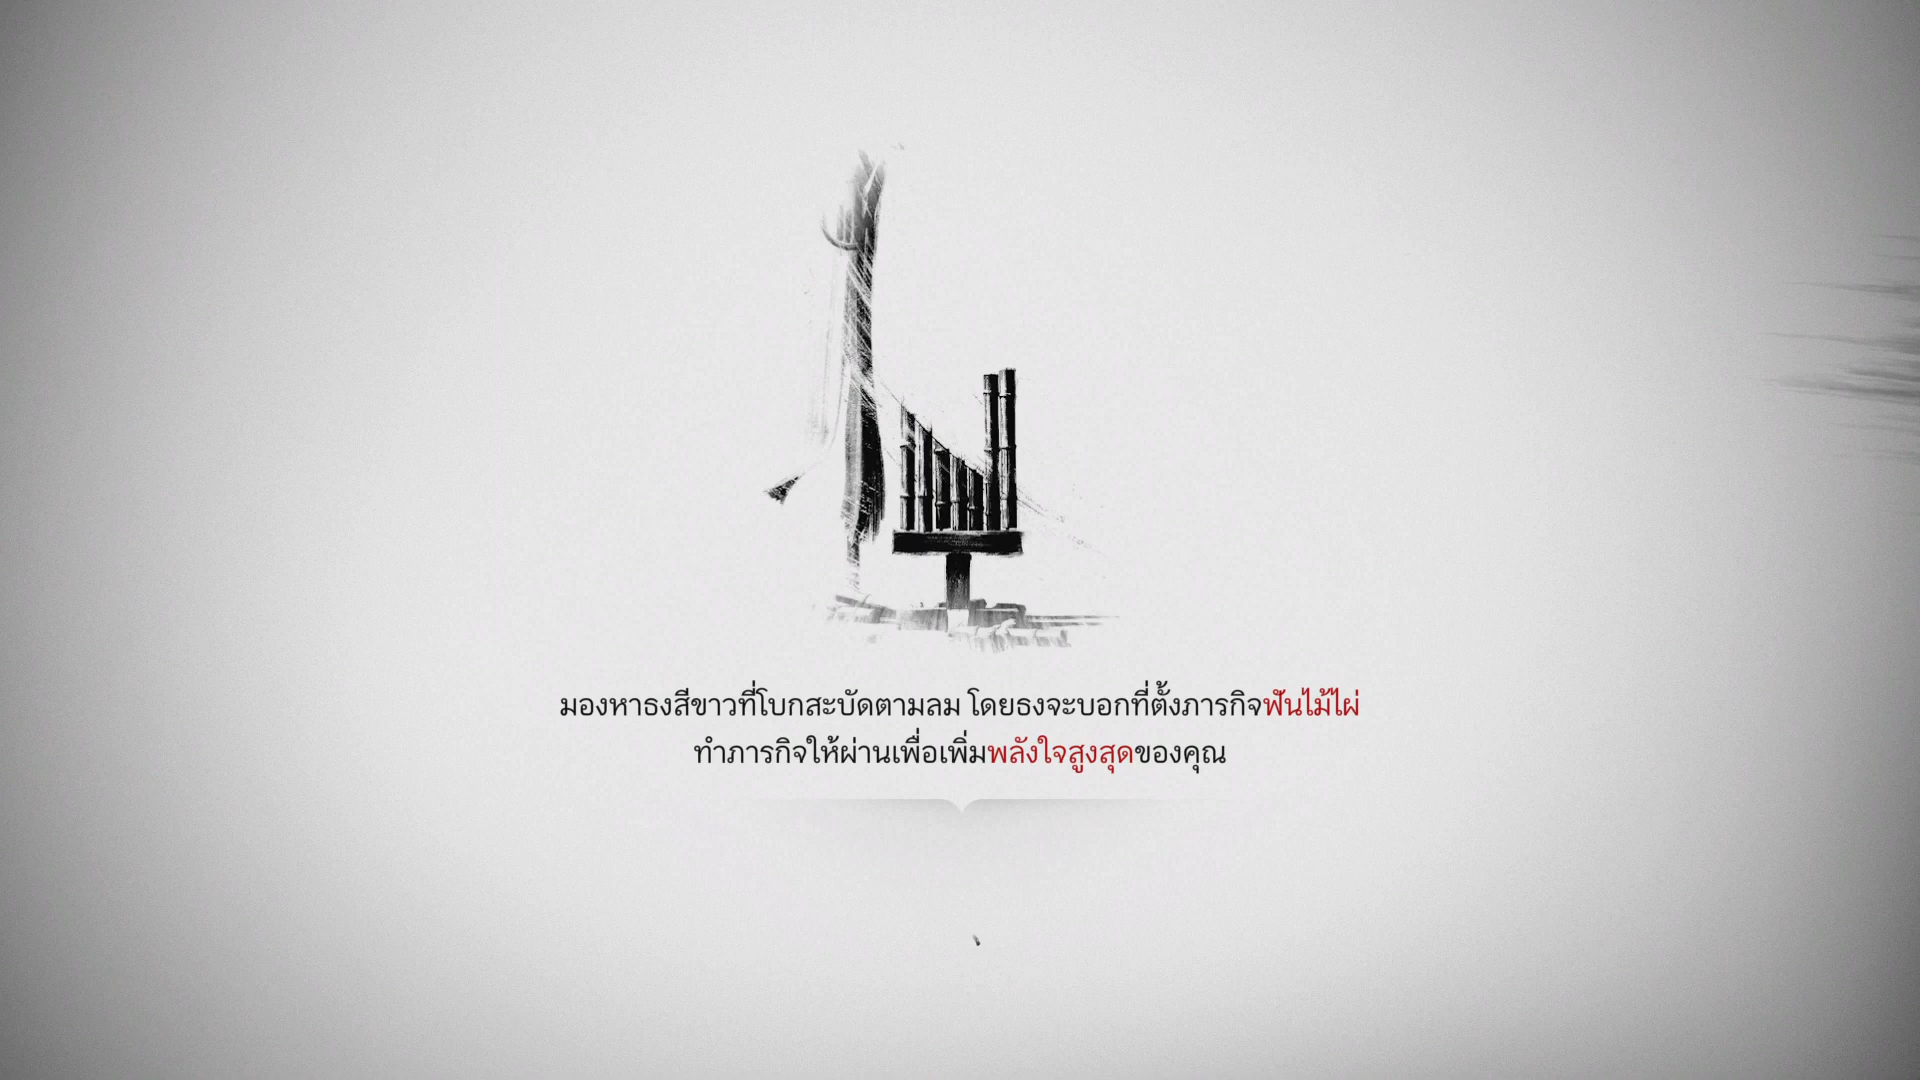 มองหาธงสีขาวที่โบกสะบัดตามลม โดยธงจะบอกที่ตั้งภารกิจฟันไม้ไผ่
ทำภารกิจให้ผ่านเพื่อเพิ่มพลังใจสูงสุดของคุณ